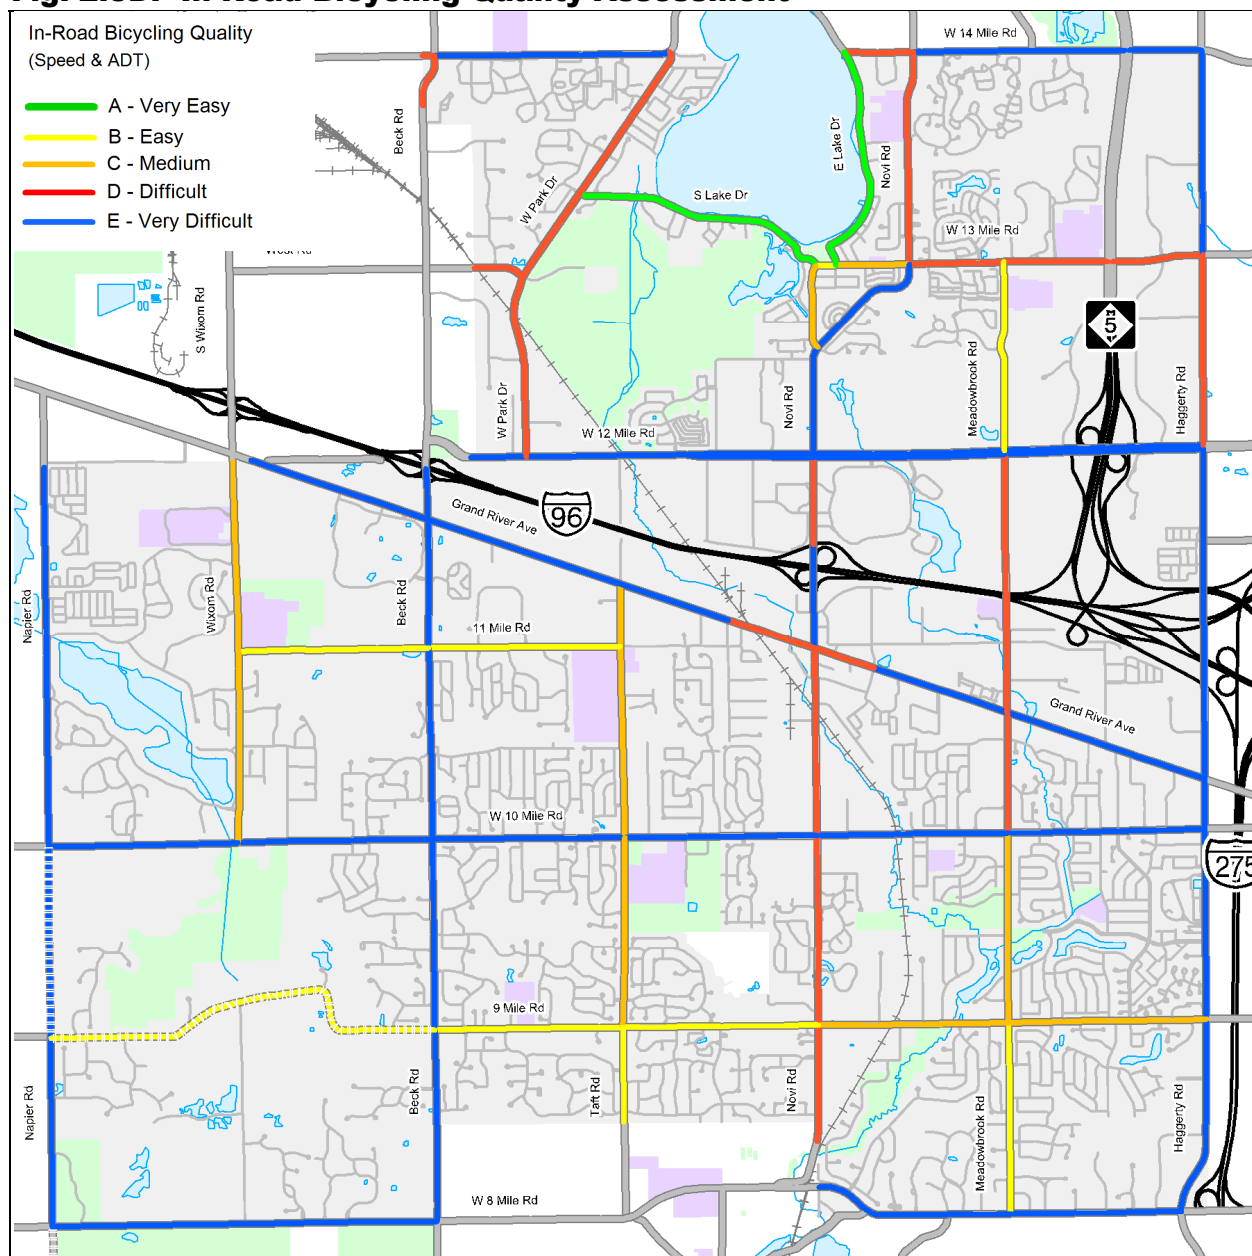 In-Road Bicycling Quality
(Speed & ADT)
A - Very Easy
B - Easy
C - Medium
D - Difficult
E - Very Difficult
W 14 Mile Rd
Beck Rd
E Lake Dr
Novi Rd
W Park Dr
S Lake Dr
W 13 Mile Rd
S Wixom Rd
M
5
Meadowbrook Rd
Haggerty Rd
W Park Dr
Novi Rd
W 12 Mile Rd
Grand River Ave
96
Napier Rd
Wixom Rd
Beck Rd
11 Mile Rd
Grand River Ave
W 10 Mile Rd
275
9 Mile Rd
Napier Rd
Beck Rd
Taft Rd
Novi Rd
Meadowbrook Rd
Haggerty Rd
W 8 Mile Rd